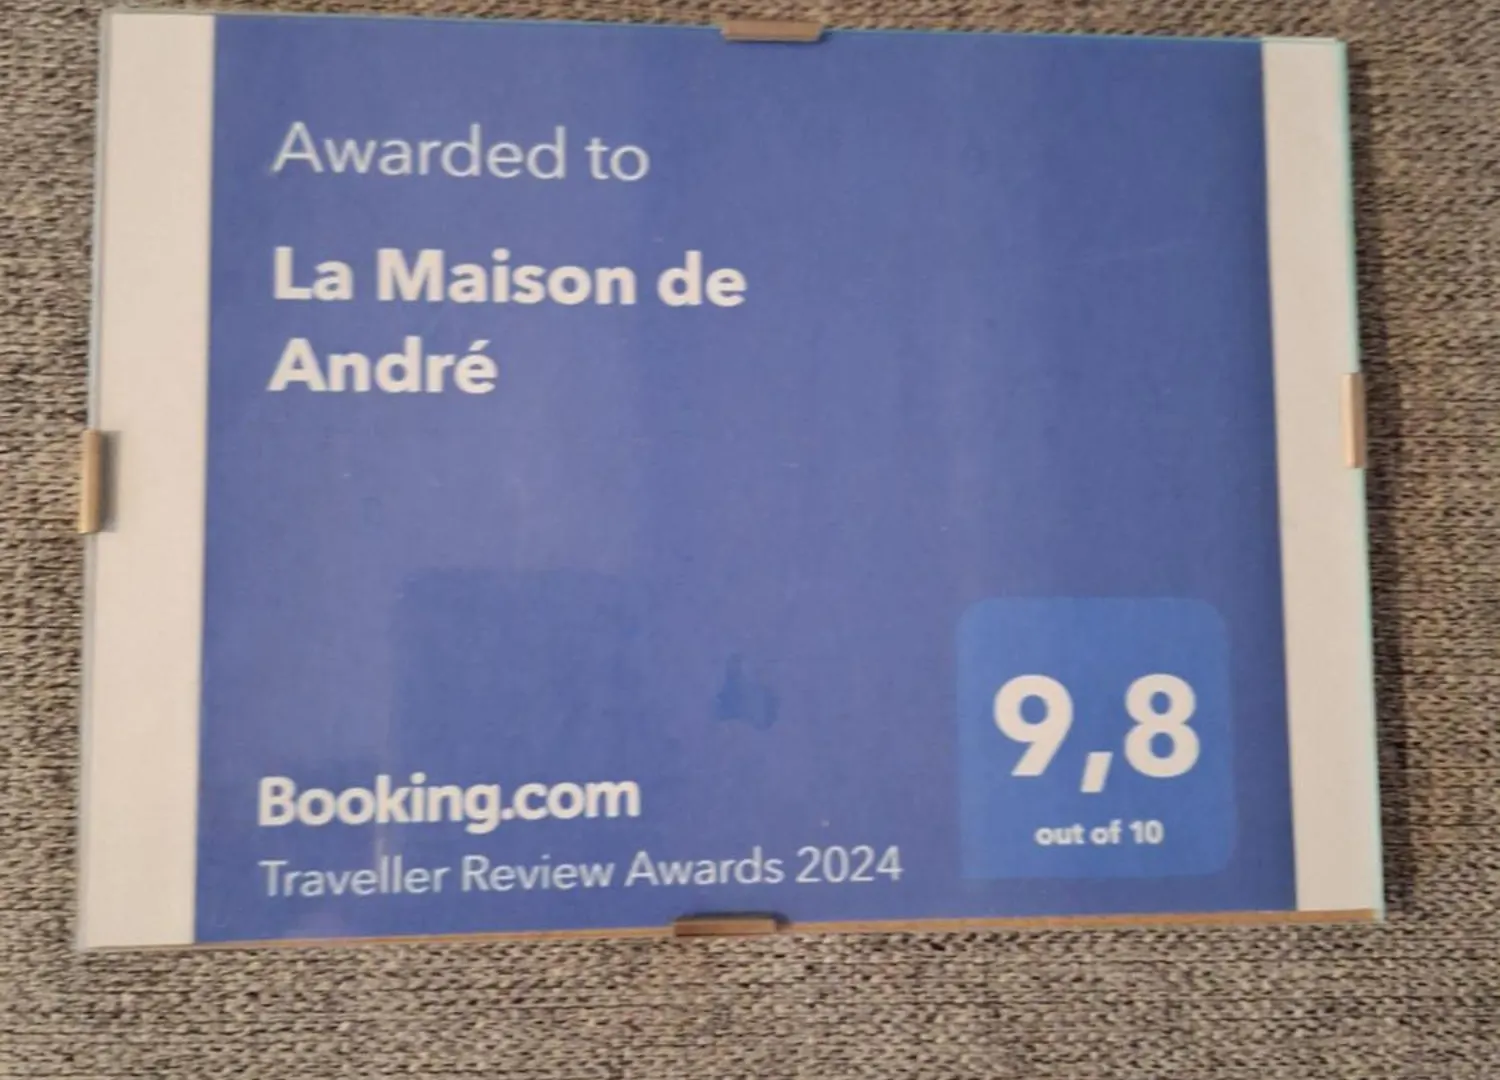 Awarded to
La Maison de
André
9,8
out of 10
Booking.com
Traveller Review Awards 2024